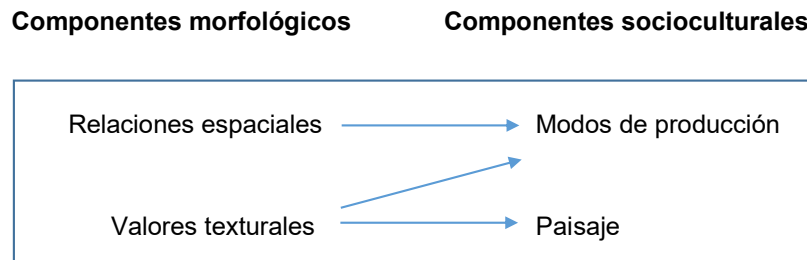 Componentes morfológicos Componentes socioculturales
Relaciones espaciales Modos de producción
Valores texturales Paisaje